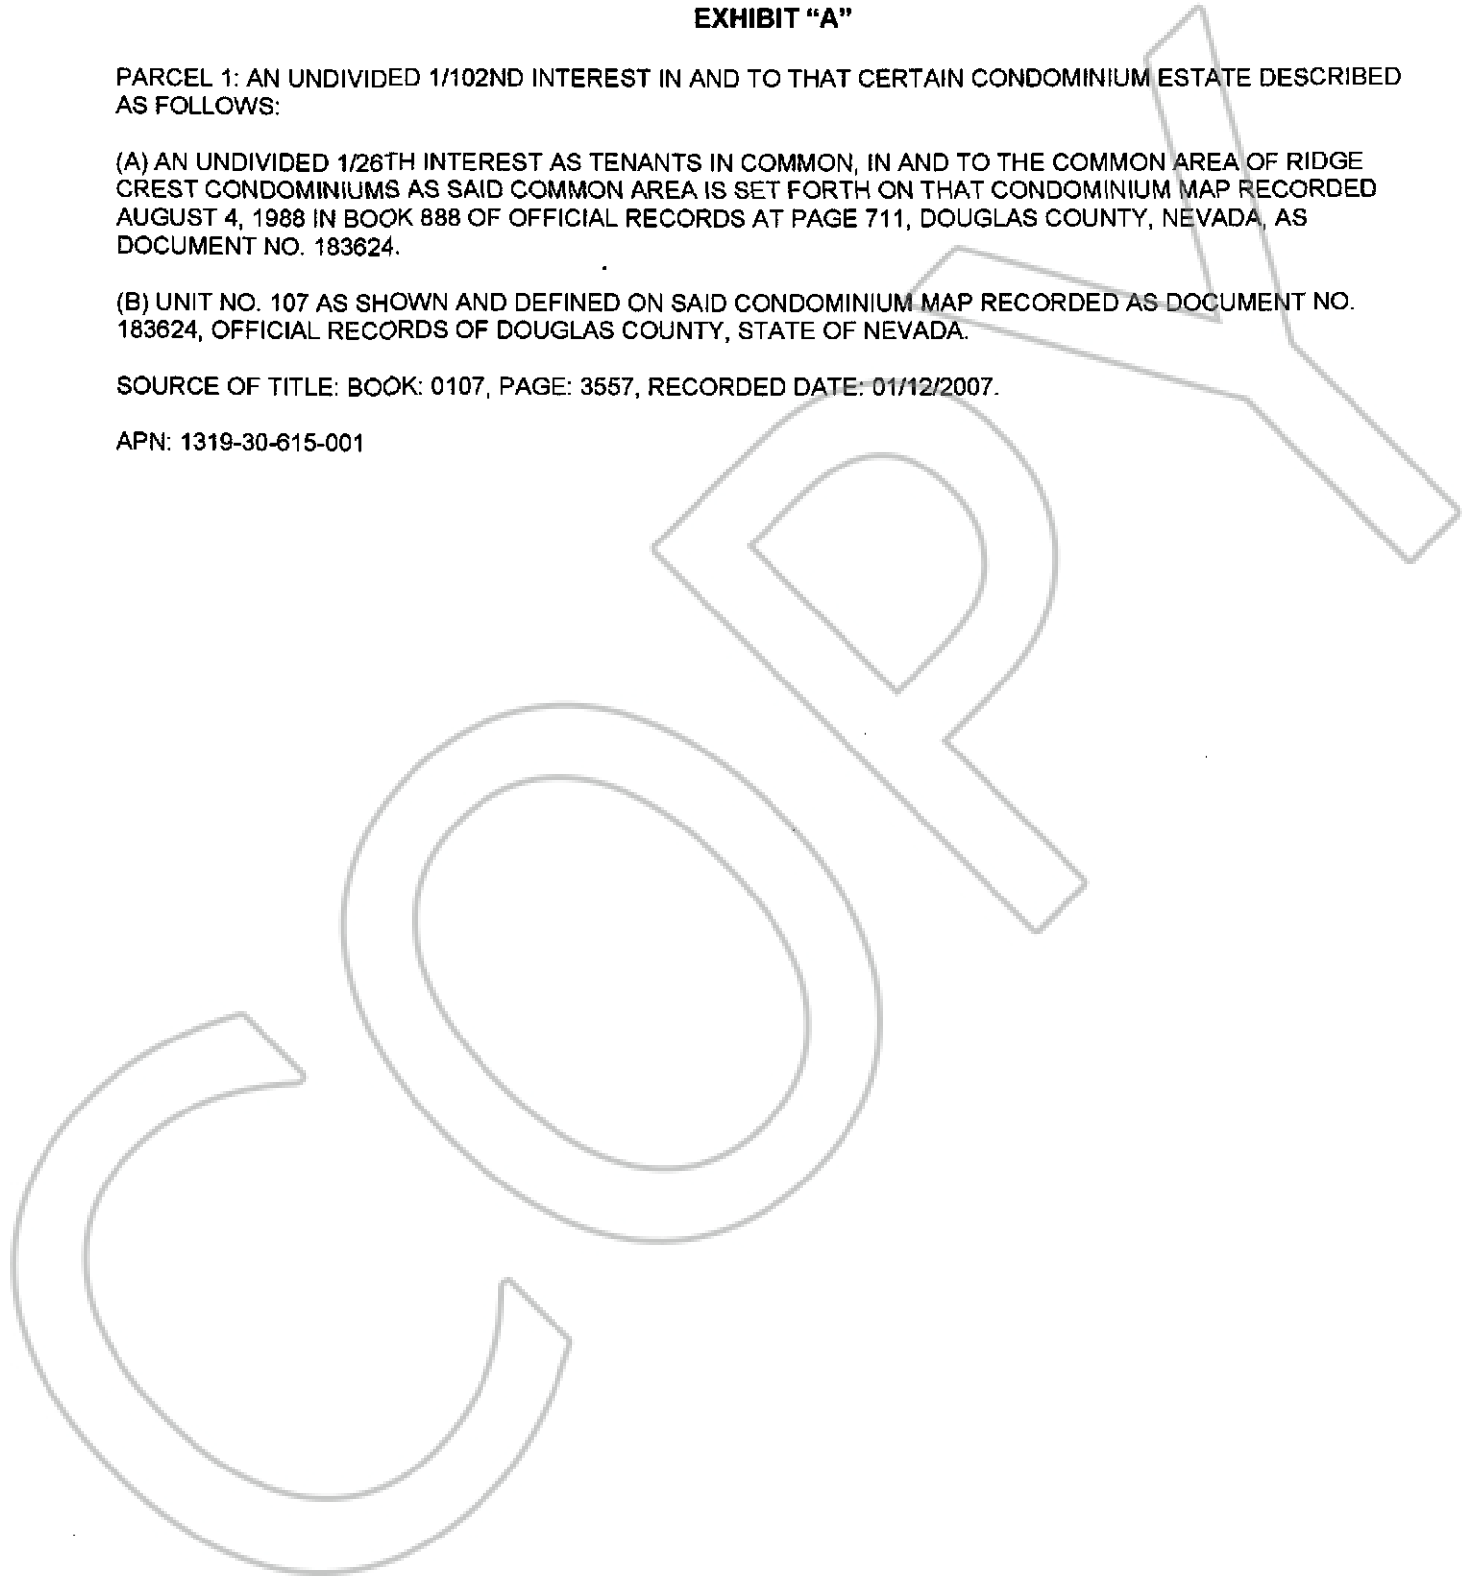 EXHIBIT “A”
PARCEL 1: AN UNDIVIDED 1/102ND INTEREST IN AND TO THAT CERTAIN CONDOMINIUM ESTATE DESCRIBED
AS FOLLOWS:
(A) AN UNDIVIDED 1/26TH INTEREST AS TENANTS IN COMMON, IN AND TO THE COMMON AREA OF RIDGE
CREST CONDOMINIUMS AS SAID COMMON AREA IS SET FORTH ON THAT CONDOMINIUM MAP RECORDED
AUGUST 4, 1988 IN BOOK 888 OF OFFICIAL RECORDS AT PAGE 711, DOUGLAS COUNTY, NEVADA, AS
DOCUMENT NO. 183624.
(B) UNIT NO. 107 AS SHOWN AND DEFINED ON SAID CONDOMINIUM MAP RECORDED AS DOCUMENT NO.
183624, OFFICIAL RECORDS OF DOUGLAS COUNTY, STATE OF NEVADA.
SOURCE OF TITLE: BOOK: 0107, PAGE: 3557, RECORDED DATE: 01/12/2007.
APN: 1319-30-615-001
COPY